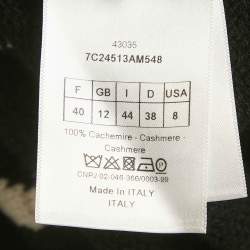 43035
7C24513AM548
F GB I D USA
40 12 44 38 8
100% Cachemire - Cashmere
Cashmere
CNPJ 02-046-366/0003-99
Made in ITALY
ITALY